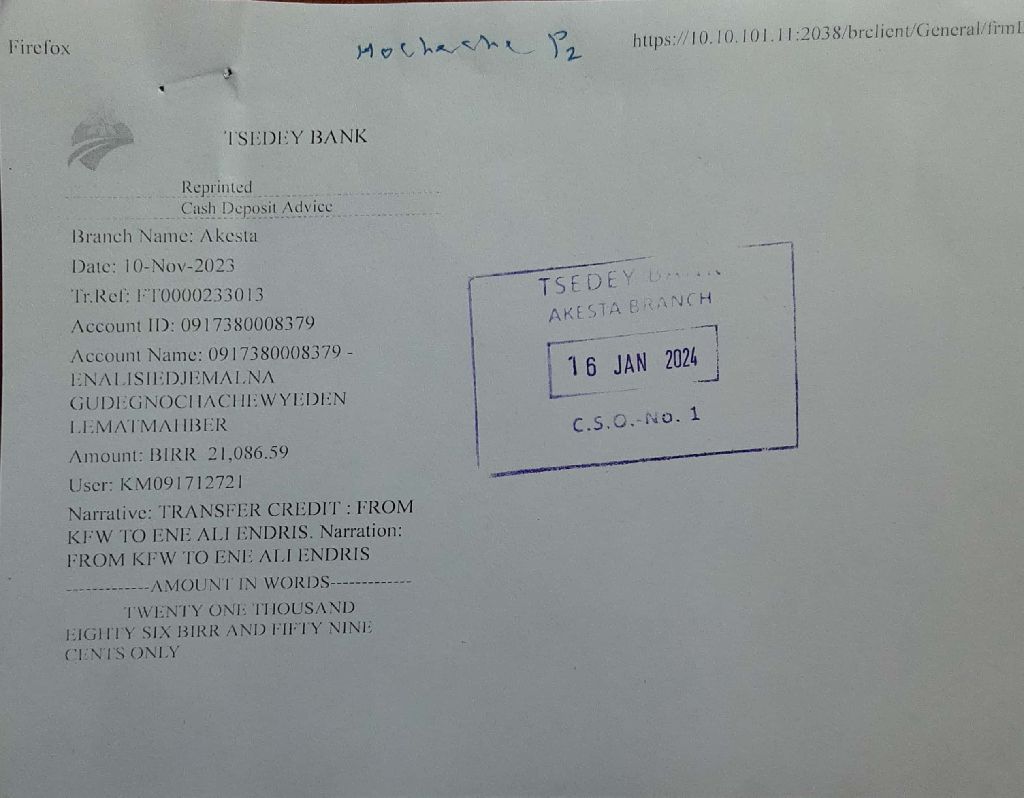 Firefox
Mochache P2
https://10.10.101.11:2038/brclient/General/frmD
TSEDEY BANK
Reprinted
Cash Deposit Advice
Branch Name: Akesta
Date: 10-Nov-2023
Tr.Ref: FT0000233013
Account ID: 0917380008379
Account Name: 0917380008379 -
ENALISIEDJEMALNA
GUDEGNOCHACHEWYEDEN
LEMATMAHBER
Amount: BIRR 21,086.59
User: KM091712721
Narrative: TRANSFER CREDIT : FROM
KFW TO ENE ALI ENDRIS. Narration:
FROM KFW TO ENE ALI ENDRIS
------------AMOUNT IN WORDS------------
TWENTY ONE THOUSAND
EIGHTY SIX BIRR AND FIFTY NINE
CENTS ONLY
TSEDEY BANK
AKESTA BRANCH
16 JAN 2024
C.S.O.-No. 1